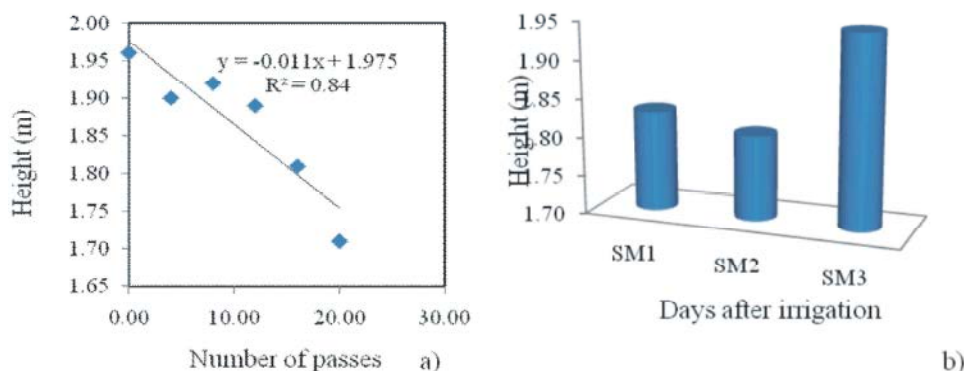 2.00
1.95
1.90
1.85
1.80
1.75
1.70
1.65
0.00 10.00 20.00 30.00
Height (m)
y = -0.011x + 1.975
R² = 0.84
Number of passes
a)
1.95
1.90
1.85
1.80
1.75
1.70
Height (m)
SM1
SM2
SM3
Days after irrigation
b)